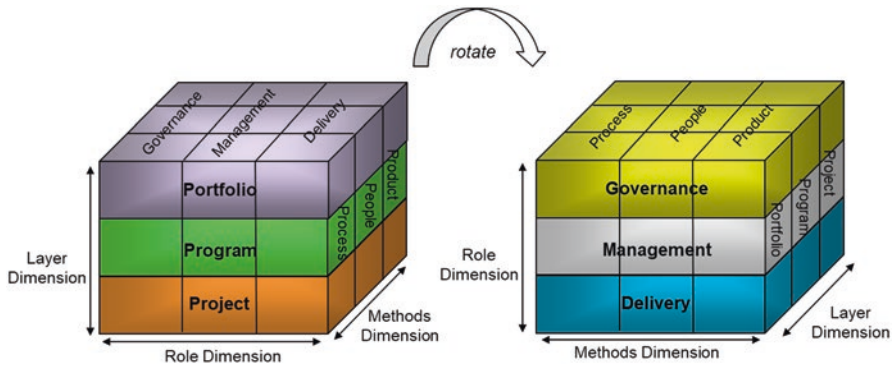 rotate
Governance
Management
Delivery
Portfolio
Program
Project
Process
People
Product
Layer
Dimension
Role Dimension
Methods
Dimension
Process
People
Product
Governance
Management
Delivery
Portfolio
Program
Project
Role
Dimension
Methods Dimension
Layer
Dimension